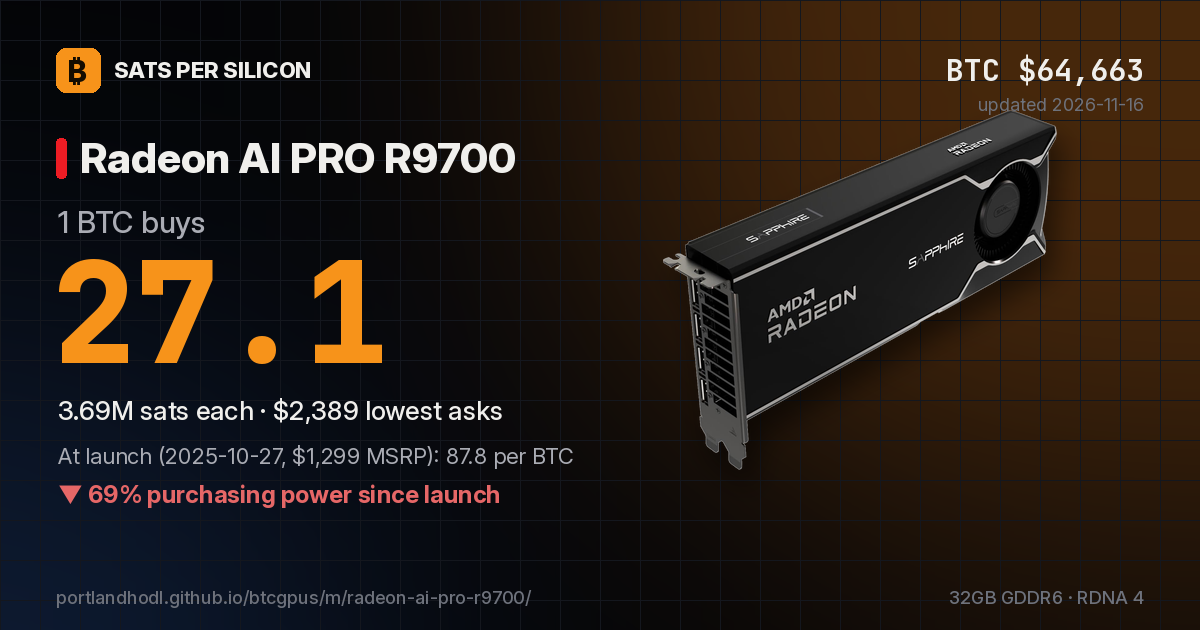 ₿ SATS PER SILICON
BTC $64,663
updated 2026-11-16
Radeon AI PRO R9700
1 BTC buys
27.1
3.69M sats each · $2,389 lowest asks
At launch (2025-10-27, $1,299 MSRP): 87.8 per BTC
▼ 69% purchasing power since launch
AMD RADEON
SAPPHIRE
SAPPHIRE
AMD
RADEON
portlandhodl.github.io/btcgpus/m/radeon-ai-pro-r9700/
32GB GDDR6 · RDNA 4